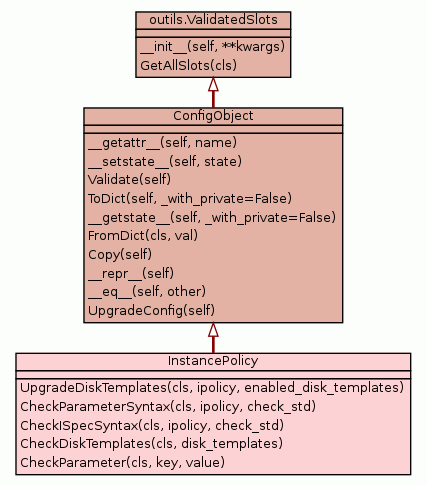 outils.ValidatedSlots
__init__(self, **kwargs)
GetAllSlots(cls)
ConfigObject
__getattr__(self, name)
__setstate__(self, state)
Validate(self)
ToDict(self, _with_private=False)
__getstate__(self, _with_private=False)
FromDict(cls, val)
Copy(self)
__repr__(self)
__eq__(self, other)
UpgradeConfig(self)
InstancePolicy
UpgradeDiskTemplates(cls, ipolicy, enabled_disk_templates)
CheckParameterSyntax(cls, ipolicy, check_std)
CheckISpecSyntax(cls, ipolicy, check_std)
CheckDiskTemplates(cls, disk_templates)
CheckParameter(cls, key, value)